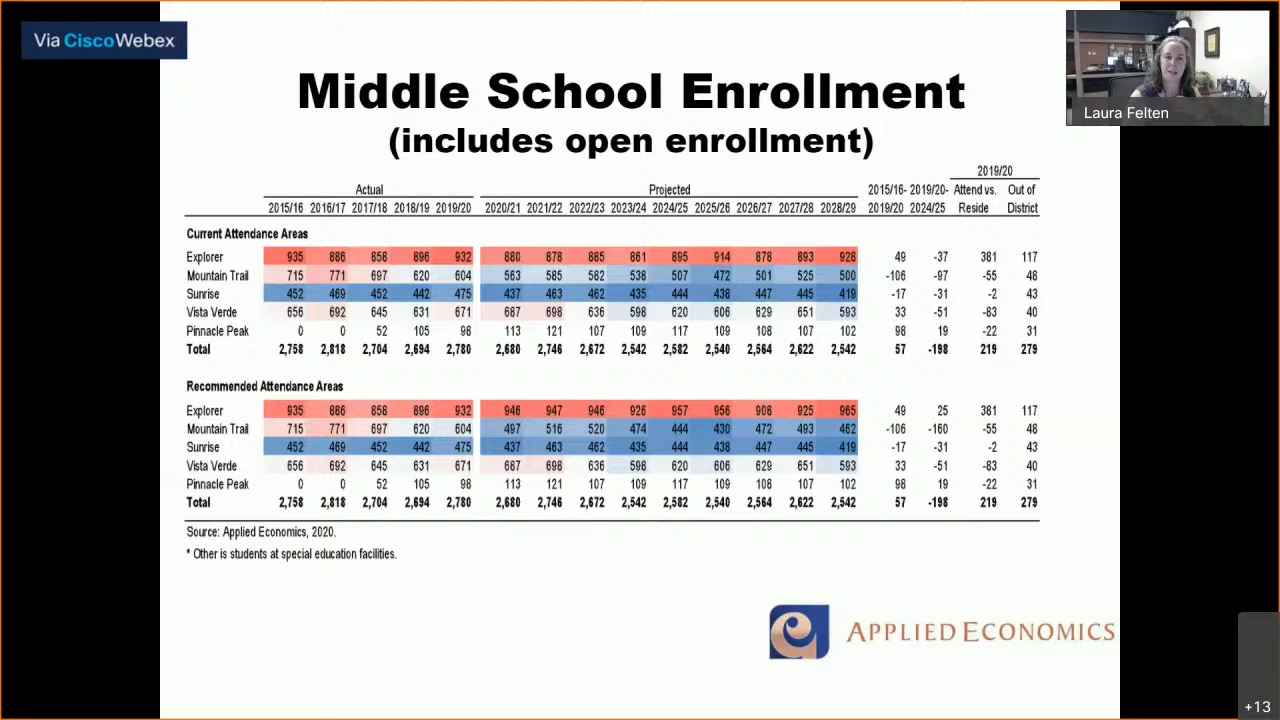 Via CiscoWebex
Laura Felten
Middle School Enrollment
(includes open enrollment)
2019/20
Actual Projected 2015/16- 2019/20- Attend vs. Out of
2015/16 2016/17 2017/18 2018/19 2019/20 2020/21 2021/22 2022/23 2023/24 2024/25 2025/26 2026/27 2027/28 2028/29 2019/20 2024/25 Reside District
Current Attendance Areas
Explorer 935 886 858 896 932 880 878 885 861 895 914 878 893 928 49 -37 381 117
Mountain Trail 715 771 697 620 604 563 585 582 538 507 472 501 525 500 -106 -97 -55 48
Sunrise 452 469 452 442 475 437 463 462 435 444 438 447 445 419 -17 -31 -2 43
Vista Verde 656 692 645 631 671 687 698 636 598 620 606 629 651 593 33 -51 -83 40
Pinnacle Peak 0 0 52 105 98 113 121 107 109 117 109 108 107 102 98 19 -22 31
Total 2,758 2,818 2,704 2,694 2,780 2,680 2,746 2,672 2,542 2,582 2,540 2,564 2,622 2,542 57 -198 219 279
Recommended Attendance Areas
Explorer 935 886 858 896 932 946 947 946 926 957 956 908 925 965 49 25 381 117
Mountain Trail 715 771 697 620 604 497 516 520 474 444 430 472 493 462 -106 -160 -55 48
Sunrise 452 469 452 442 475 437 463 462 435 444 438 447 445 419 -17 -31 -2 43
Vista Verde 656 692 645 631 671 687 698 636 598 620 606 629 651 593 33 -51 -83 40
Pinnacle Peak 0 0 52 105 98 113 121 107 109 117 109 108 107 102 98 19 -22 31
Total 2,758 2,818 2,704 2,694 2,780 2,680 2,746 2,672 2,542 2,582 2,540 2,564 2,622 2,542 57 -198 219 279
Source: Applied Economics, 2020.
* Other is students at special education facilities.
APPLIED ECONOMICS
+13